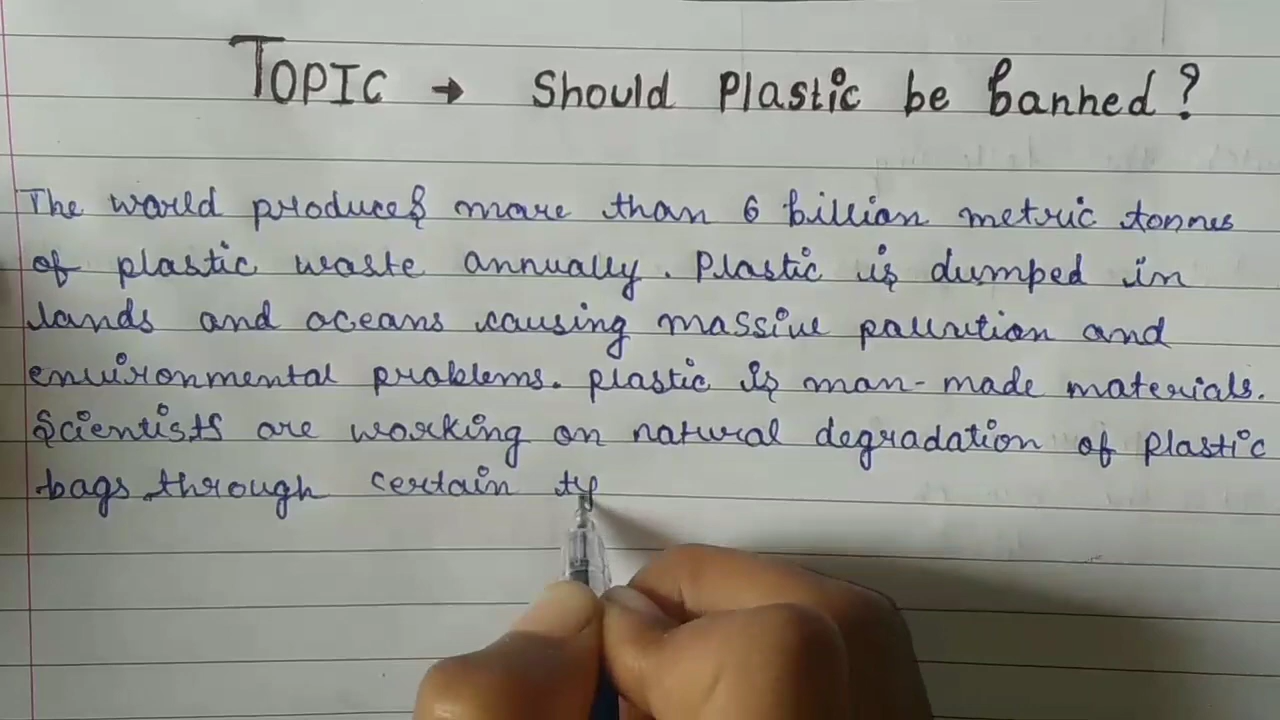 TOPIC → Should Plastic be banned?
The world produces more than 6 billion metric tonnes
of plastic waste annually. Plastic is dumped in
lands and oceans causing massive pollution and
environmental problems. plastic is man-made materials.
Scientists are working on natural degradation of plastic
bags through certain ty